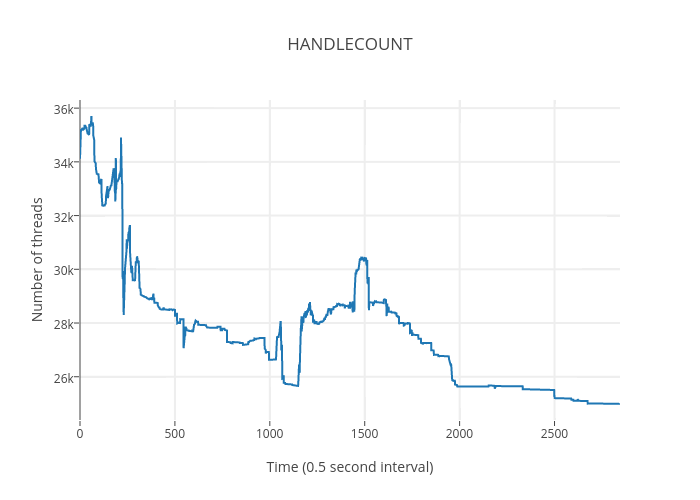 HANDLECOUNT
36k
34k
32k
30k
28k
26k
Number of threads
0 500 1000 1500 2000 2500
Time (0.5 second interval)